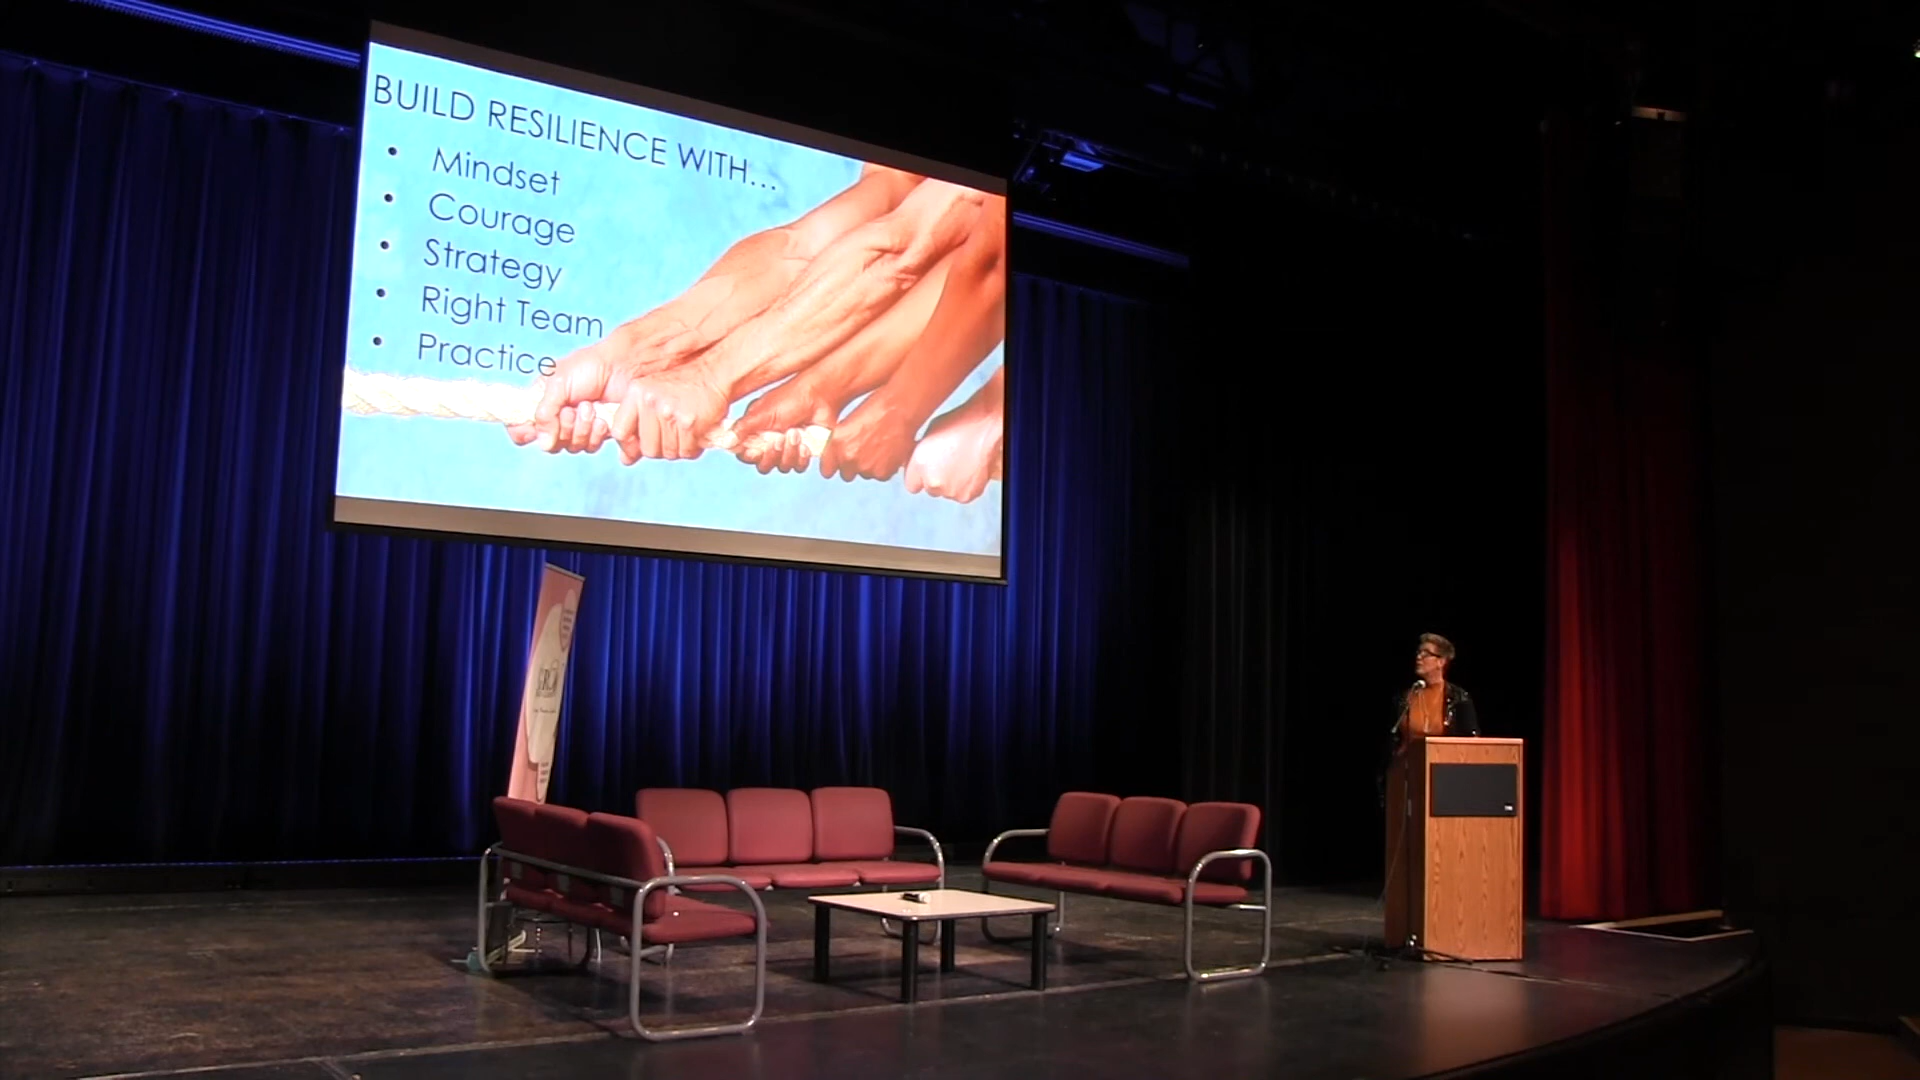 BUILD RESILIENCE WITH...
• Mindset
• Courage
• Strategy
• Right Team
• Practice